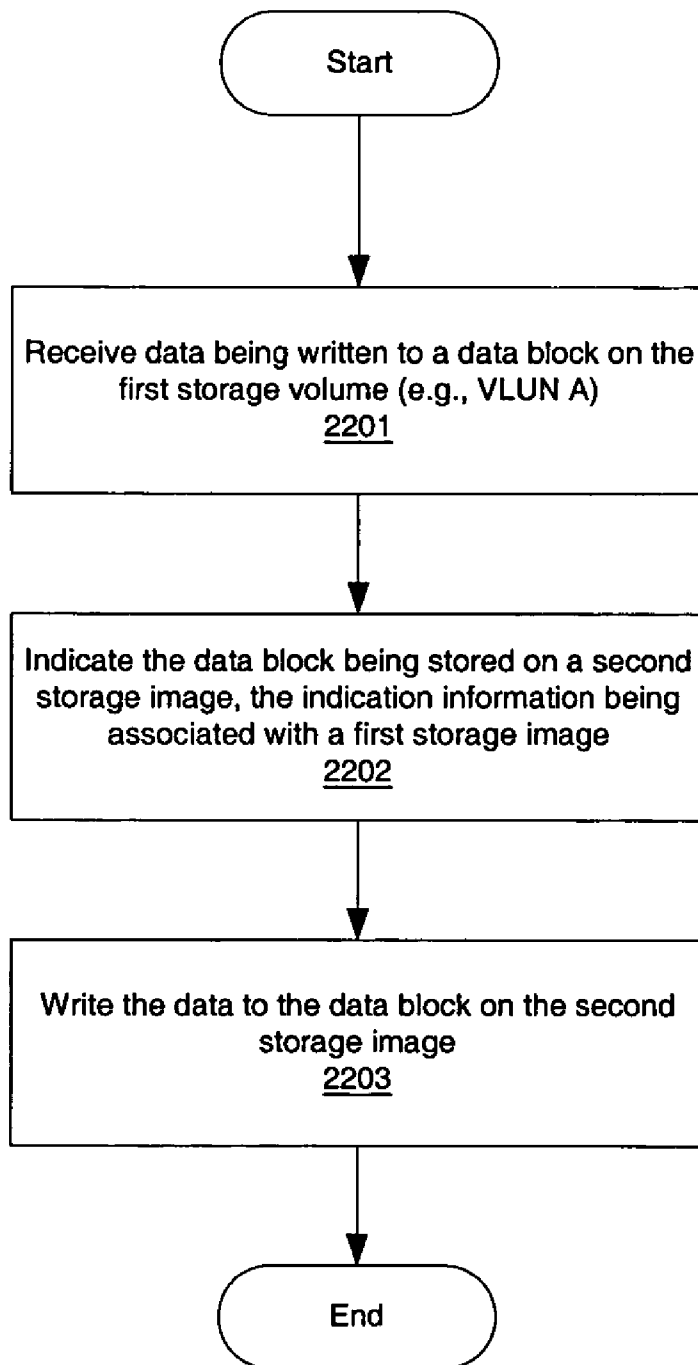 Start
Receive data being written to a data block on the
first storage volume (e.g., VLUN A)
2201
Indicate the data block being stored on a second
storage image, the indication information being
associated with a first storage image
2202
Write the data to the data block on the second
storage image
2203
End